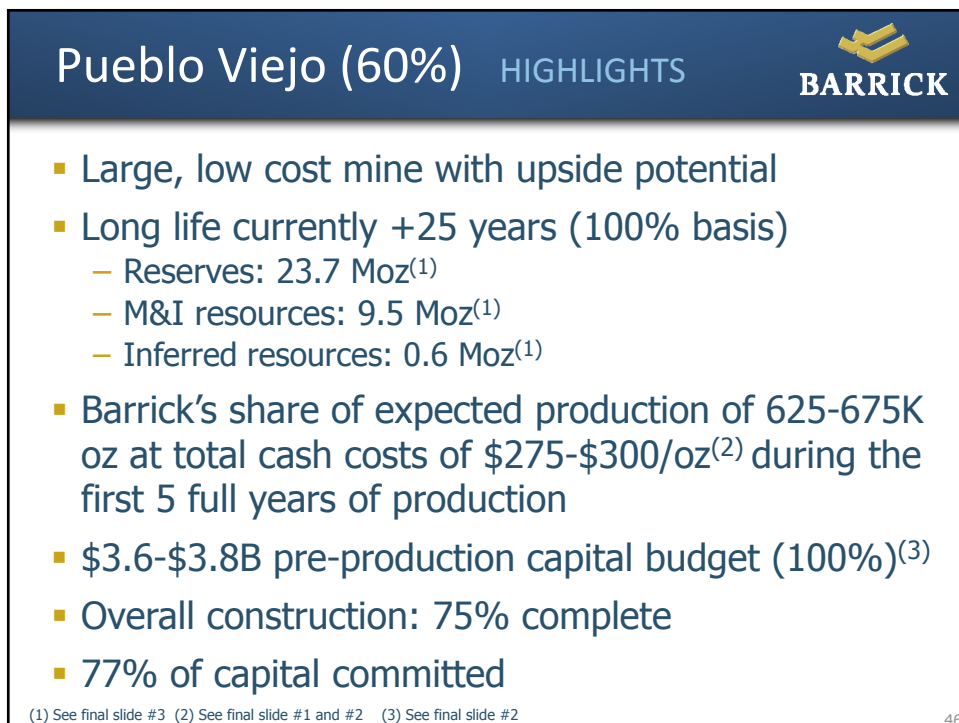 Pueblo Viejo (60%) HIGHLIGHTS
BARRICK
▪ Large, low cost mine with upside potential
▪ Long life currently +25 years (100% basis)
– Reserves: 23.7 Moz(1)
– M&I resources: 9.5 Moz(1)
– Inferred resources: 0.6 Moz(1)
▪ Barrick’s share of expected production of 625-675K
oz at total cash costs of $275-$300/oz(2) during the
first 5 full years of production
▪ $3.6-$3.8B pre-production capital budget (100%)(3)
▪ Overall construction: 75% complete
▪ 77% of capital committed
(1) See final slide #3 (2) See final slide #1 and #2 (3) See final slide #2
46